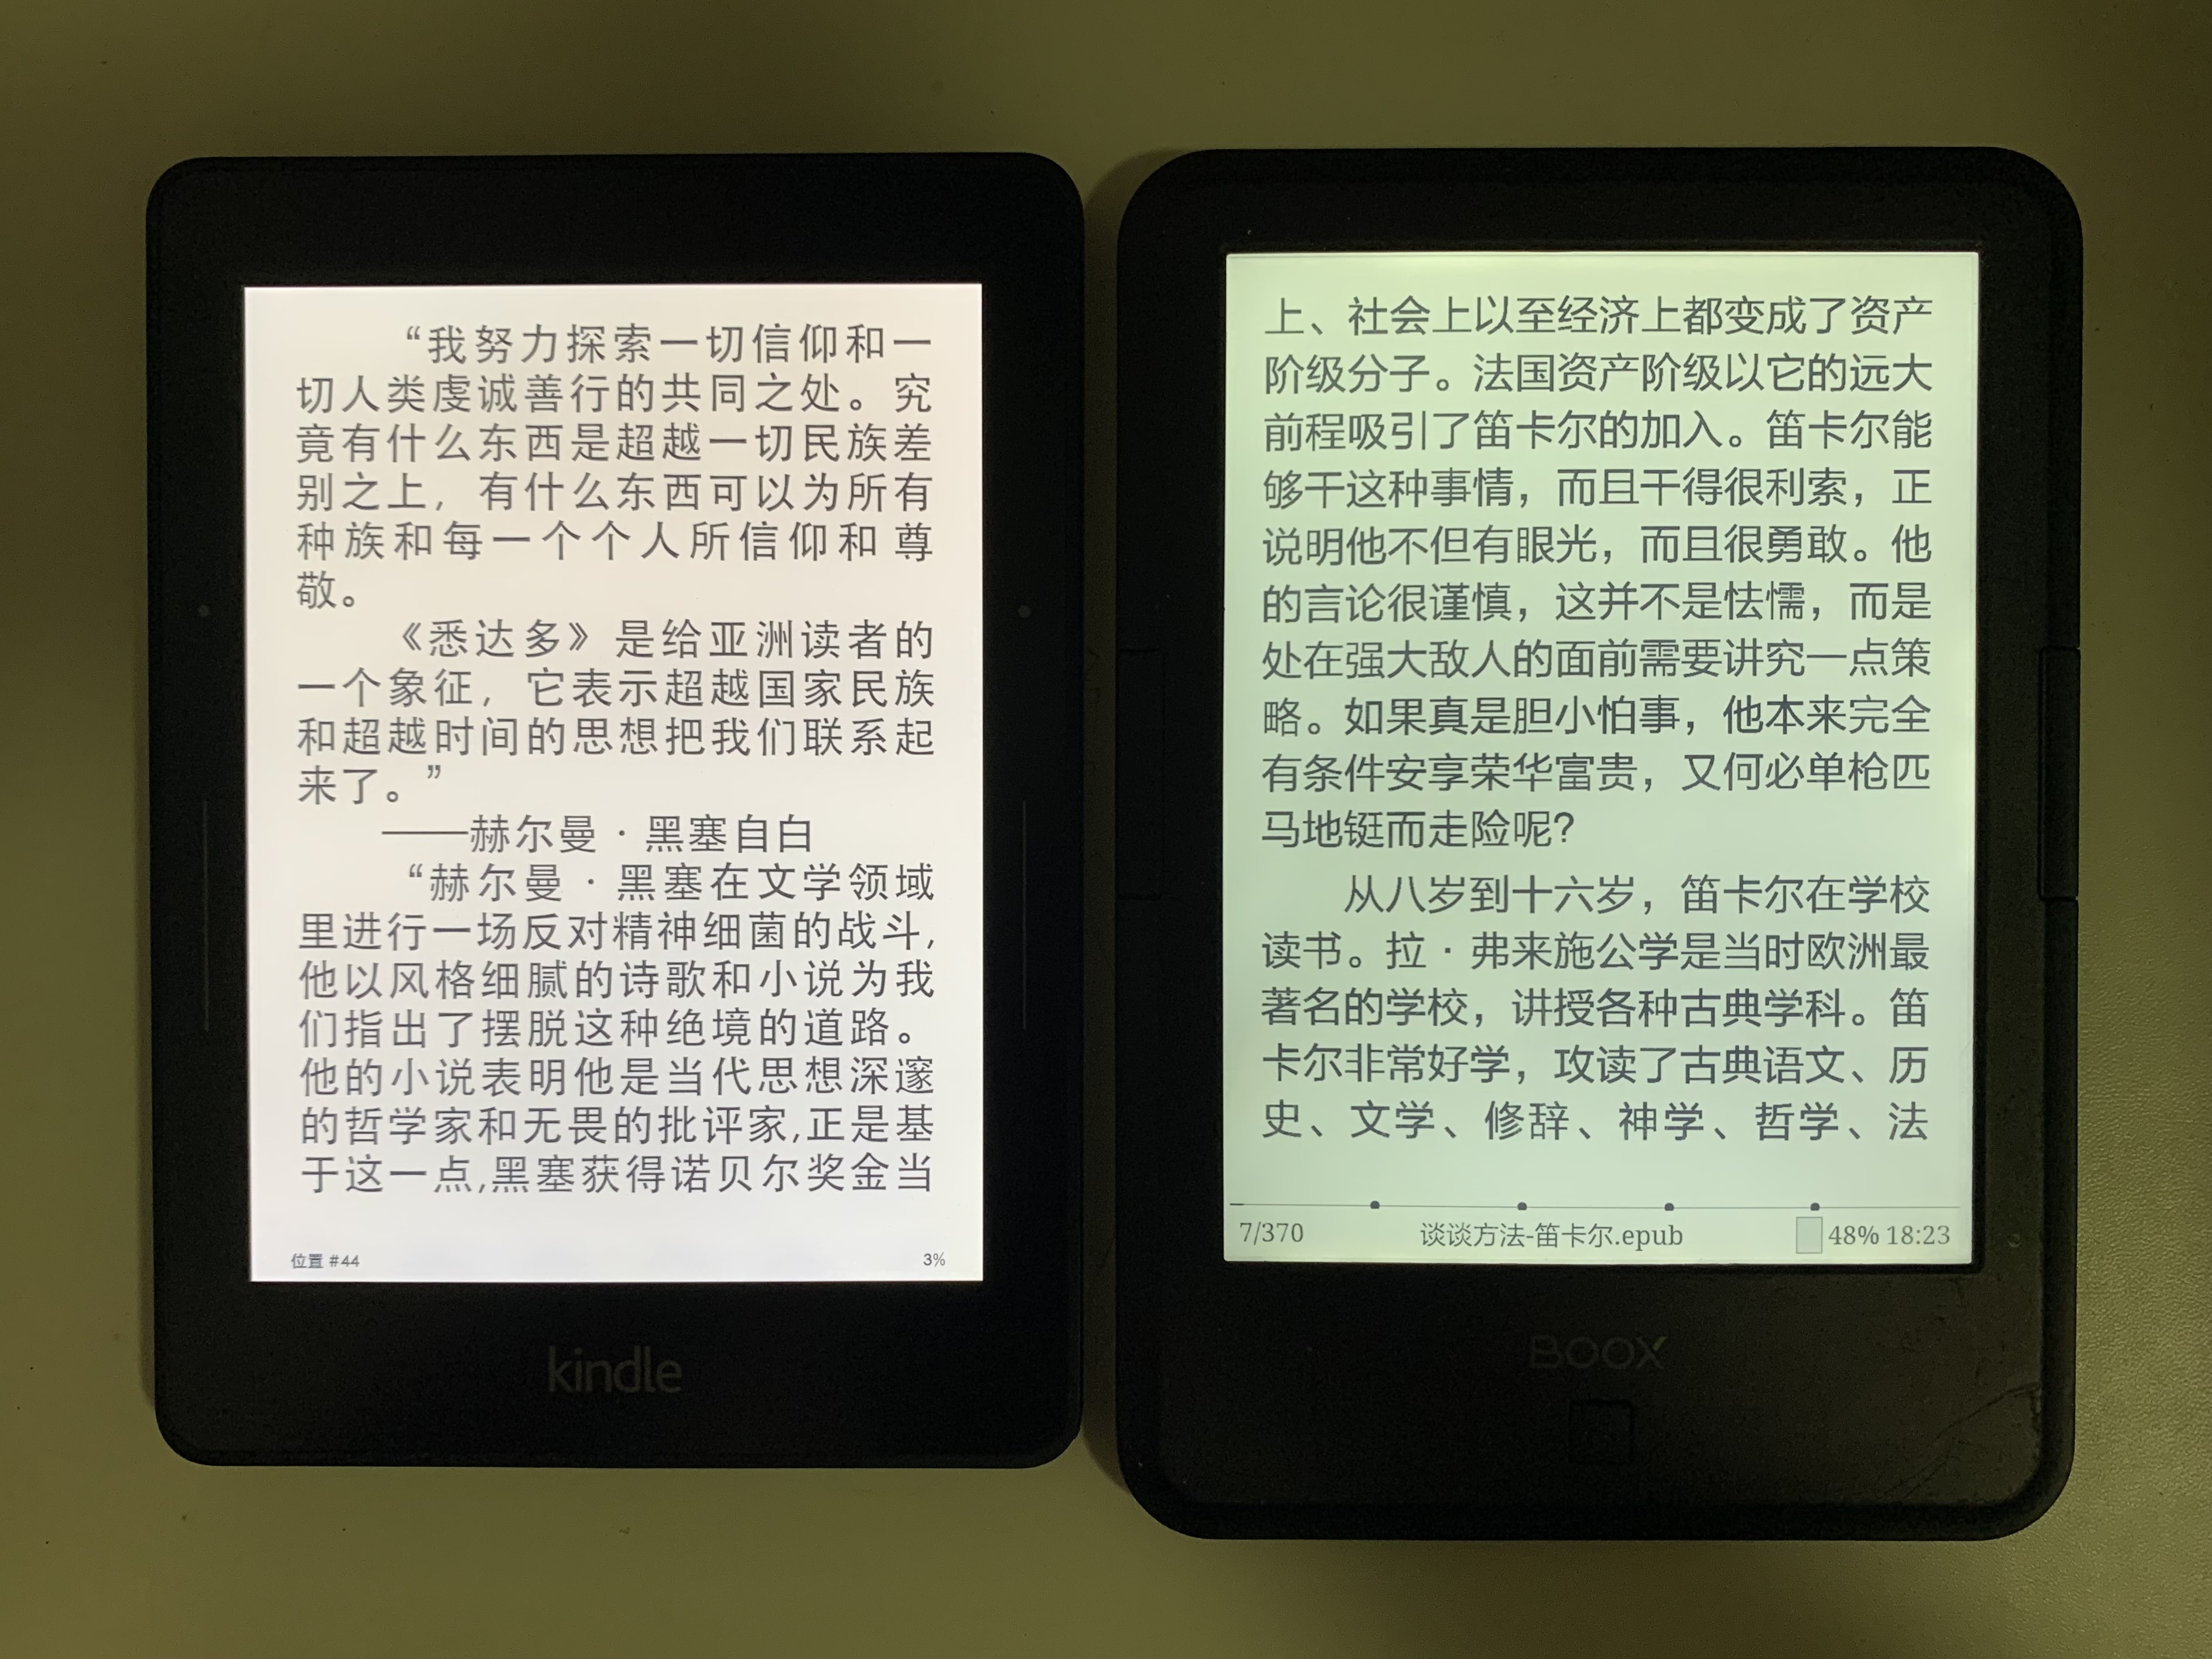 “我努力探索一切信仰和一
切人类虔诚善行的共同之处。究
竟有什么东西是超越一切民族差
别之上，有什么东西可以为所有
种族和每一个个人所信仰和尊
敬。
《悉达多》是给亚洲读者的
一个象征，它表示超越国家民族
和超越时间的思想把我们联系起
来了。”
——赫尔曼·黑塞自白
“赫尔曼·黑塞在文学领域
里进行一场反对精神细菌的战斗,
他以风格细腻的诗歌和小说为我
们指出了摆脱这种绝境的道路。
他的小说表明他是当代思想深邃
的哲学家和无畏的批评家,正是基
于这一点,黑塞获得诺贝尔奖金当
位置 #44 3%
kindle
上、社会上以至经济上都变成了资产
阶级分子。法国资产阶级以它的远大
前程吸引了笛卡尔的加入。笛卡尔能
够干这种事情，而且干得很利索，正
说明他不但有眼光，而且很勇敢。他
的言论很谨慎，这并不是怯懦，而是
处在强大敌人的面前需要讲究一点策
略。如果真是胆小怕事，他本来完全
有条件安享荣华富贵，又何必单枪匹
马地铤而走险呢？
从八岁到十六岁，笛卡尔在学校
读书。拉·弗来施公学是当时欧洲最
著名的学校，讲授各种古典学科。笛
卡尔非常好学，攻读了古典语文、历
史、文学、修辞、神学、哲学、法
7/370 谈谈方法-笛卡尔.epub 48% 18:23
BOOX